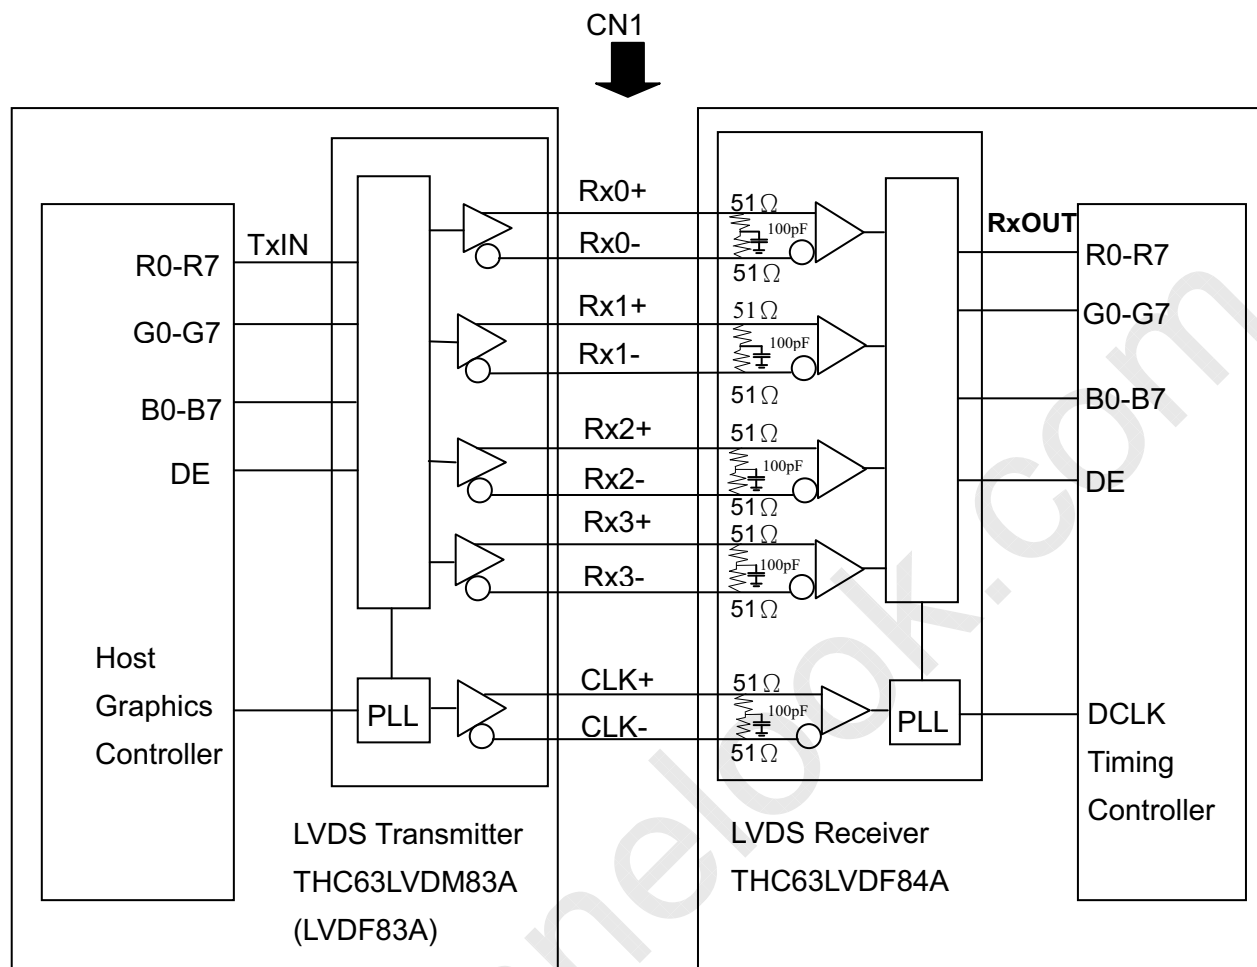 CN1
Rx0+
Rx0-
Rx1+
Rx1-
Rx2+
Rx2-
Rx3+
Rx3-
CLK+
CLK-
TxIN
R0-R7
G0-G7
B0-B7
DE
Host
Graphics
Controller
PLL
LVDS Transmitter
THC63LVDM83A
(LVDF83A)
51Ω
100pF
51Ω
51Ω
100pF
51Ω
51Ω
100pF
51Ω
51Ω
100pF
51Ω
51Ω
100pF
51Ω
PLL
LVDS Receiver
THC63LVDF84A
RxOUT
R0-R7
G0-G7
B0-B7
DE
DCLK
Timing
Controller
nelook.com